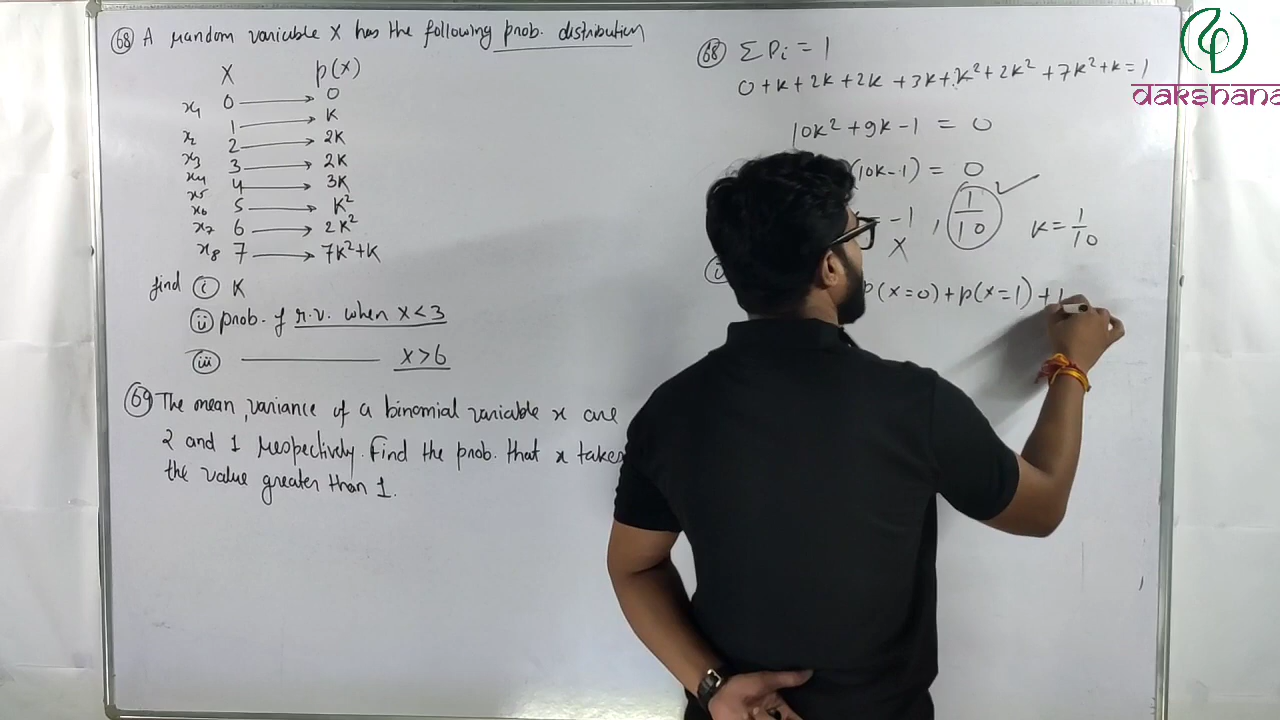 68 A random variable X has the following prob. distribution
X p(x)
x₁ 0 → 0
1 → K
x₂ 2 → 2K
x₃ 3 → 2K
x₄ 4 → 3K
x₅ 5 → K²
x₆
x₇ 6 → 2K²
x₈ 7 → 7K²+K
find (i) K
(ii) prob. of r.v. when x<3
(iii) x>6
69 The mean, variance of a binomial variable x are
2 and 1 respectively. Find the prob. that x takes
the value greater than 1.
68 Σ Pi = 1
0+k+2k+2k+3k+k²+2k²+7k²+k=1
10k²+9k-1 = 0
(10k-1) = 0
= -1, 1/10 ✓ k = 1/10
X
p(x=0)+p(x=1)+
dakshana